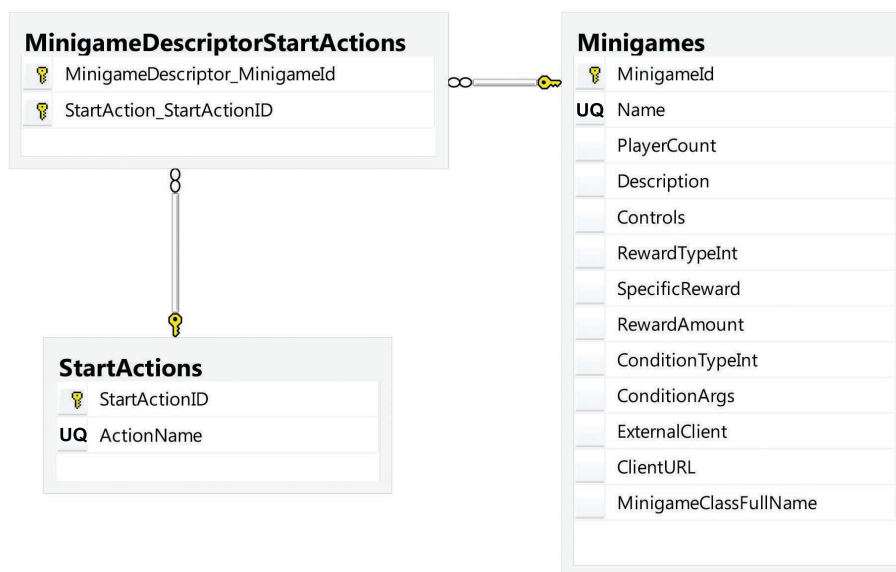 MinigameDescriptorStartActions
MinigameDescriptor_MinigameId
StartAction_StartActionID
StartActions
StartActionID
UQ ActionName
Minigames
MinigameId
UQ Name
PlayerCount
Description
Controls
RewardTypeInt
SpecificReward
RewardAmount
ConditionTypeInt
ConditionArgs
ExternalClient
ClientURL
MinigameClassFullName